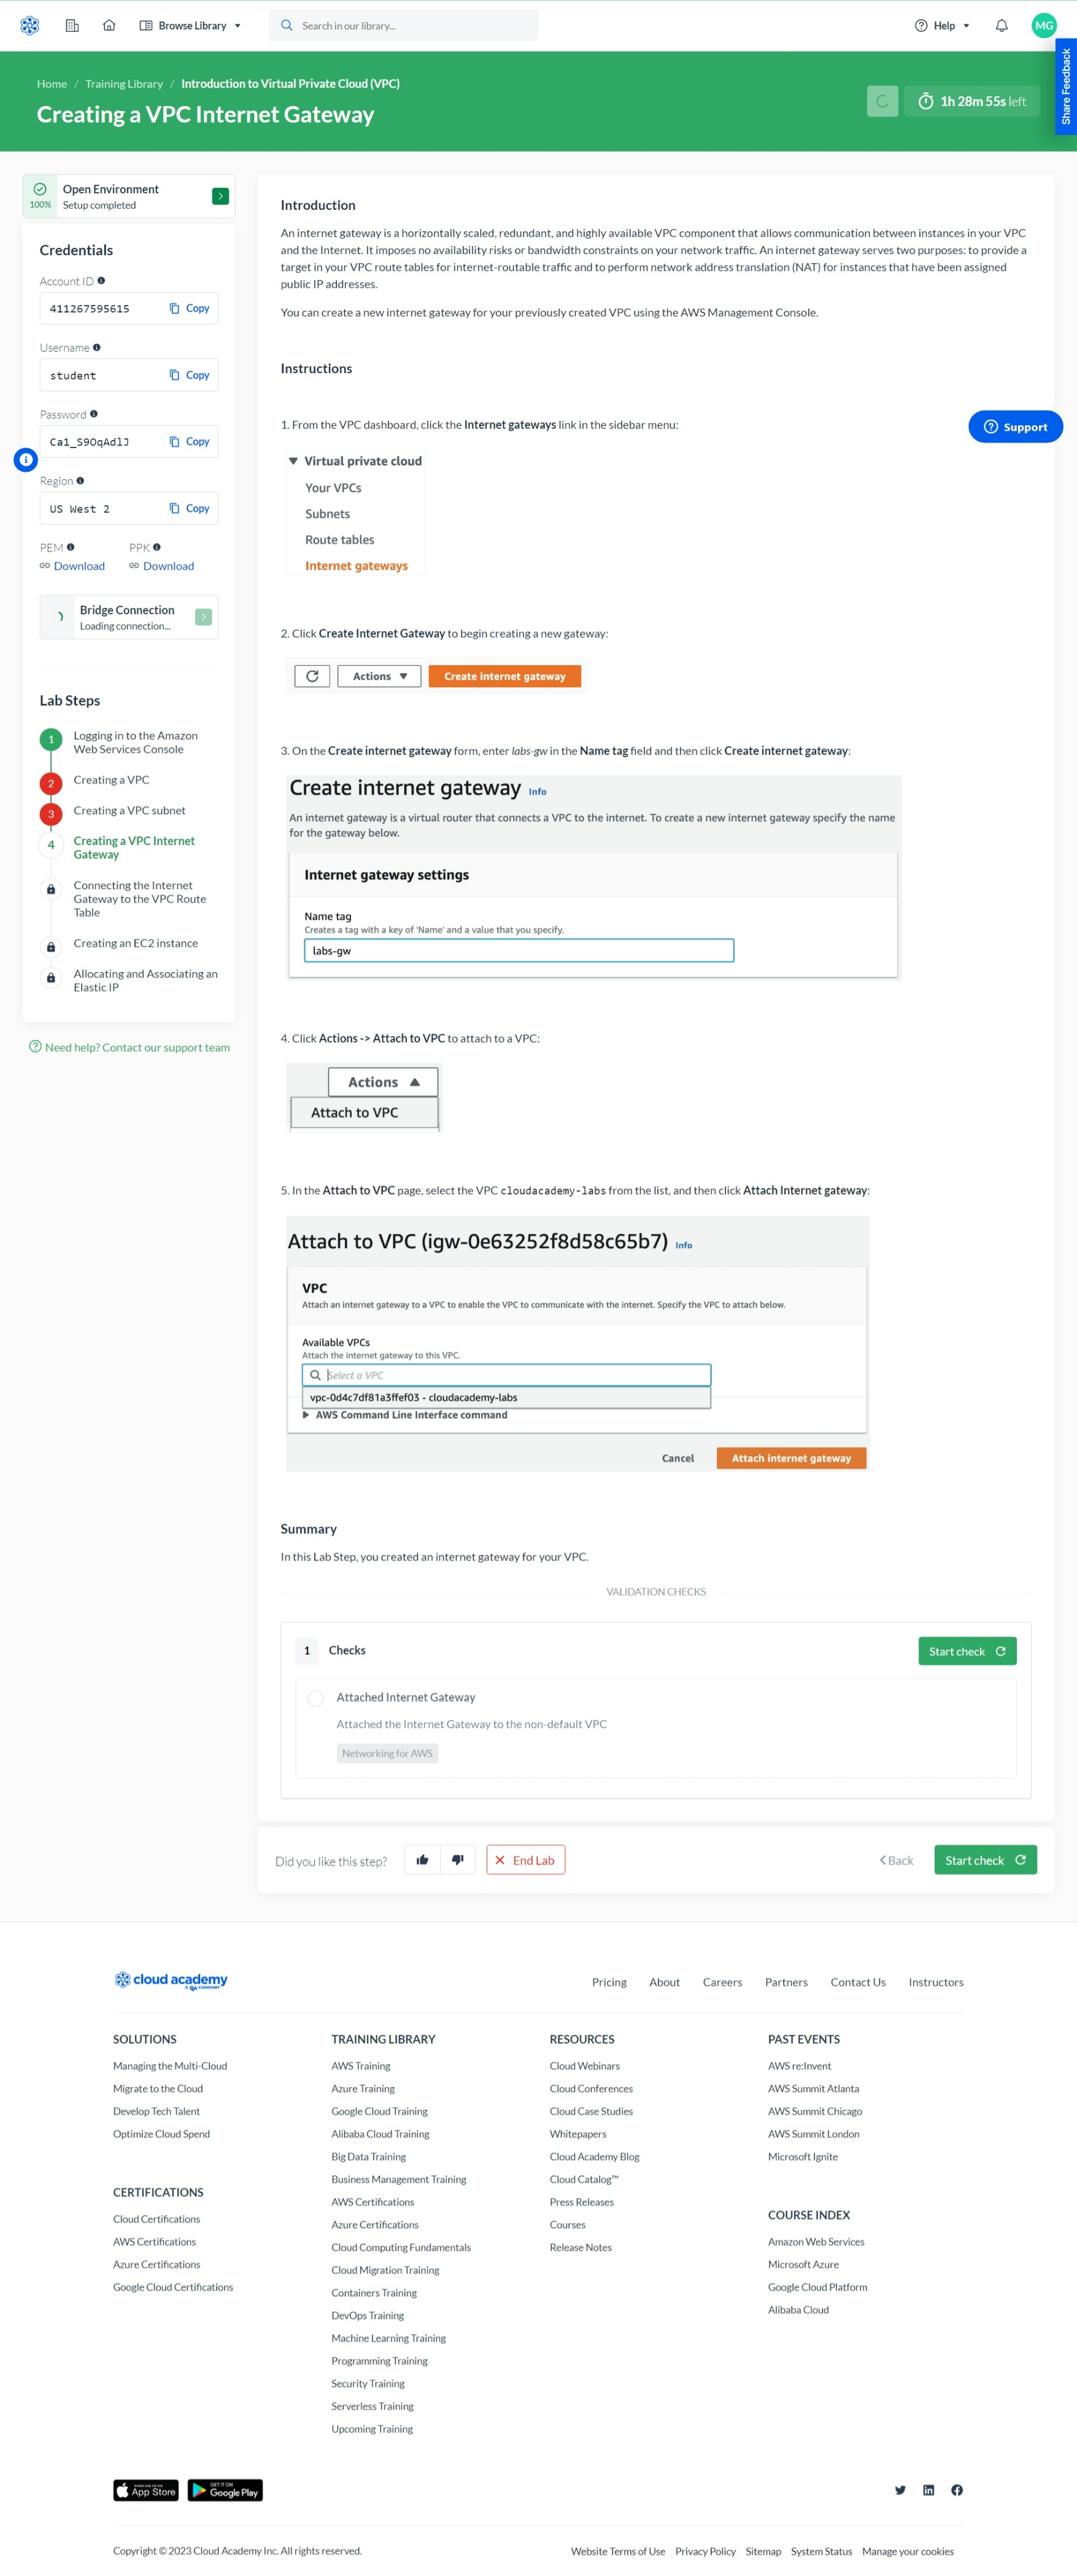 Browse Library
Search in our library...
Help
MG
Share Feedback
Home / Training Library / Introduction to Virtual Private Cloud (VPC)
Creating a VPC Internet Gateway
1h 28m 55s left
100%
Open Environment
Setup completed
Credentials
Account ID
411267595615
Copy
Username
student
Copy
Password
Ca1_S9OqAdlJ
Copy
Region
US West 2
Copy
PEM
PPK
Download
Download
Bridge Connection
Loading connection...
Lab Steps
1
Logging in to the Amazon
Web Services Console
2
Creating a VPC
3
Creating a VPC subnet
4
Creating a VPC Internet
Gateway
Connecting the Internet
Gateway to the VPC Route
Table
Creating an EC2 instance
Allocating and Associating an
Elastic IP
Need help? Contact our support team
Introduction
An internet gateway is a horizontally scaled, redundant, and highly available VPC component that allows communication between instances in your VPC
and the Internet. It imposes no availability risks or bandwidth constraints on your network traffic. An internet gateway serves two purposes: to provide a
target in your VPC route tables for internet-routable traffic and to perform network address translation (NAT) for instances that have been assigned
public IP addresses.
You can create a new internet gateway for your previously created VPC using the AWS Management Console.
Instructions
1. From the VPC dashboard, click the Internet gateways link in the sidebar menu:
Support
Virtual private cloud
Your VPCs
Subnets
Route tables
Internet gateways
2. Click Create Internet Gateway to begin creating a new gateway:
Actions
Create internet gateway
3. On the Create internet gateway form, enter labs-gw in the Name tag field and then click Create internet gateway:
Create internet gateway Info
An internet gateway is a virtual router that connects a VPC to the internet. To create a new internet gateway specify the name
for the gateway below.
Internet gateway settings
Name tag
Creates a tag with a key of 'Name' and a value that you specify.
labs-gw
4. Click Actions -> Attach to VPC to attach to a VPC:
Actions
Attach to VPC
5. In the Attach to VPC page, select the VPC cloudacademy-labs from the list, and then click Attach Internet gateway:
Attach to VPC (igw-0e63252f8d58c65b7) Info
VPC
Attach an internet gateway to a VPC to enable the VPC to communicate with the internet. Specify the VPC to attach below.
Available VPCs
Attach the internet gateway to this VPC.
Select a VPC
vpc-0d4c7df81a3ffef03 - cloudacademy-labs
AWS Command Line Interface command
Cancel
Attach internet gateway
Summary
In this Lab Step, you created an internet gateway for your VPC.
VALIDATION CHECKS
1
Checks
Start check
Attached Internet Gateway
Attached the Internet Gateway to the non-default VPC
Networking for AWS
Did you like this step?
End Lab
Back
Start check
cloud academy
A QA COMPANY
Pricing
About
Careers
Partners
Contact Us
Instructors
SOLUTIONS
Managing the Multi-Cloud
Migrate to the Cloud
Develop Tech Talent
Optimize Cloud Spend
CERTIFICATIONS
Cloud Certifications
AWS Certifications
Azure Certifications
Google Cloud Certifications
TRAINING LIBRARY
AWS Training
Azure Training
Google Cloud Training
Alibaba Cloud Training
Big Data Training
Business Management Training
AWS Certifications
Azure Certifications
Cloud Computing Fundamentals
Cloud Migration Training
Containers Training
DevOps Training
Machine Learning Training
Programming Training
Security Training
Serverless Training
Upcoming Training
RESOURCES
Cloud Webinars
Cloud Conferences
Cloud Case Studies
Whitepapers
Cloud Academy Blog
Cloud Catalog™
Press Releases
Courses
Release Notes
PAST EVENTS
AWS re:Invent
AWS Summit Atlanta
AWS Summit Chicago
AWS Summit London
Microsoft Ignite
COURSE INDEX
Amazon Web Services
Microsoft Azure
Google Cloud Platform
Alibaba Cloud
App Store
GET IT ON
Google Play
Copyright © 2023 Cloud Academy Inc. All rights reserved.
Website Terms of Use
Privacy Policy
Sitemap
System Status
Manage your cookies